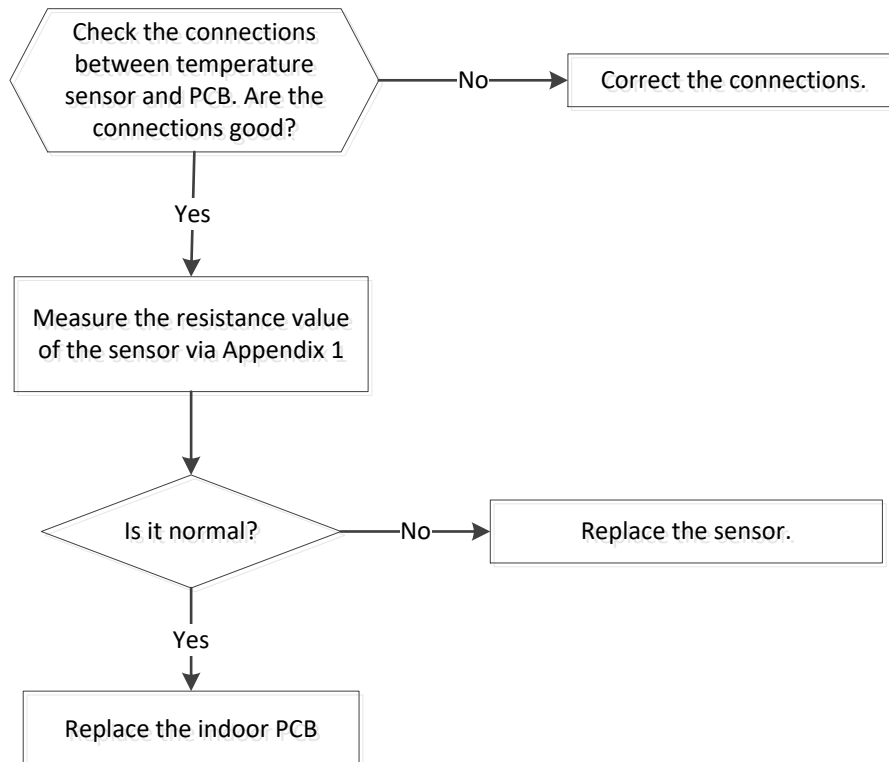 Check the connections
between temperature
sensor and PCB. Are the
connections good?
No
Correct the connections.
Yes
Measure the resistance value
of the sensor via Appendix 1
Is it normal?
No
Replace the sensor.
Yes
Replace the indoor PCB